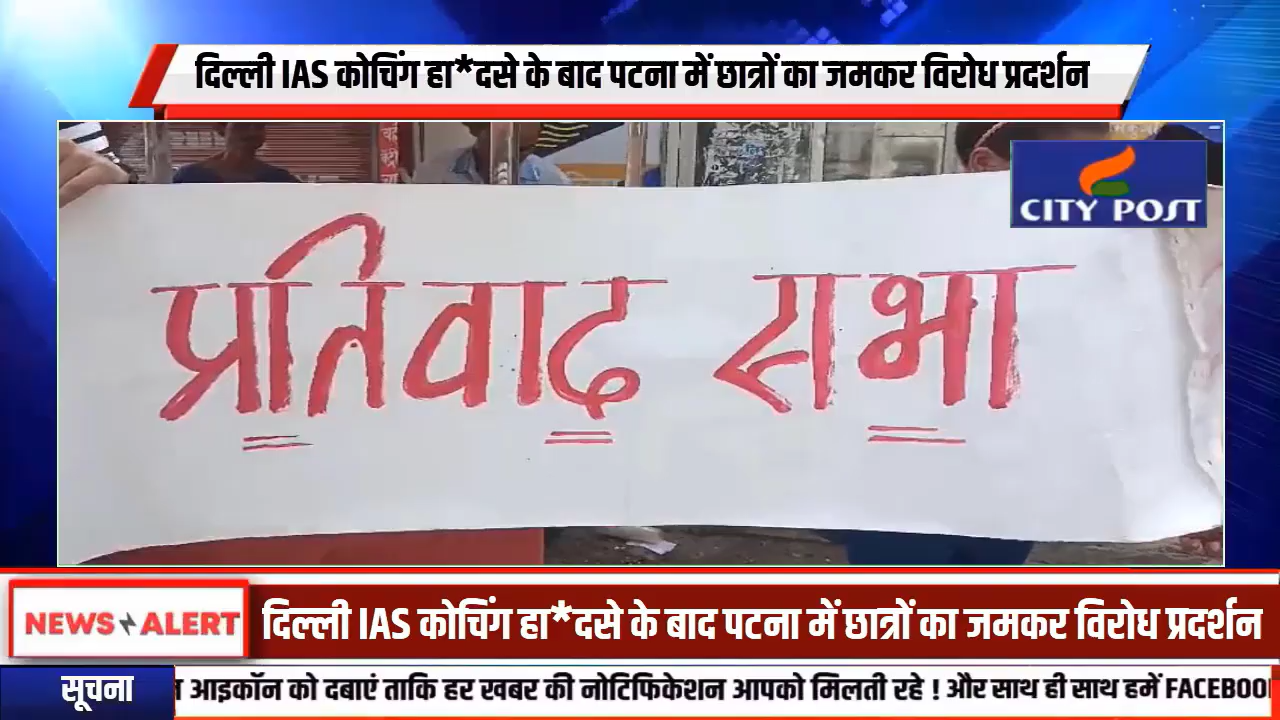 दिल्ली IAS कोचिंग हा*दसे के बाद पटना में छात्रों का जमकर विरोध प्रदर्शन
CITY POST
प्रतिवाद सभा
NEWS ALERT
दिल्ली IAS कोचिंग हा*दसे के बाद पटना में छात्रों का जमकर विरोध प्रदर्शन
सूचना
आइकॉन को दबाएं ताकि हर खबर की नोटिफिकेशन आपको मिलती रहे ! और साथ ही साथ हमें FACEBOO